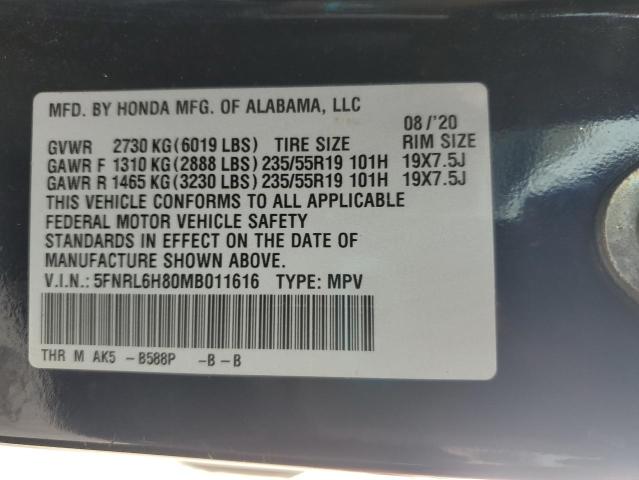 MFD. BY HONDA MFG. OF ALABAMA, LLC
08/'20
GVWR 2730 KG(6019 LBS) TIRE SIZE RIM SIZE
GAWR F 1310 KG(2888 LBS)235/55R19 101H 19X7.5J
GAWR R 1465 KG(3230 LBS)235/55R19 101H 19X7.5J
THIS VEHICLE CONFORMS TO ALL APPLICABLE
FEDERAL MOTOR VEHICLE SAFETY
STANDARDS IN EFFECT ON THE DATE OF
MANUFACTURE SHOWN ABOVE.
V.I.N.: 5FNRL6H80MB011616 TYPE: MPV
THR M AK5 -B588P -B-B